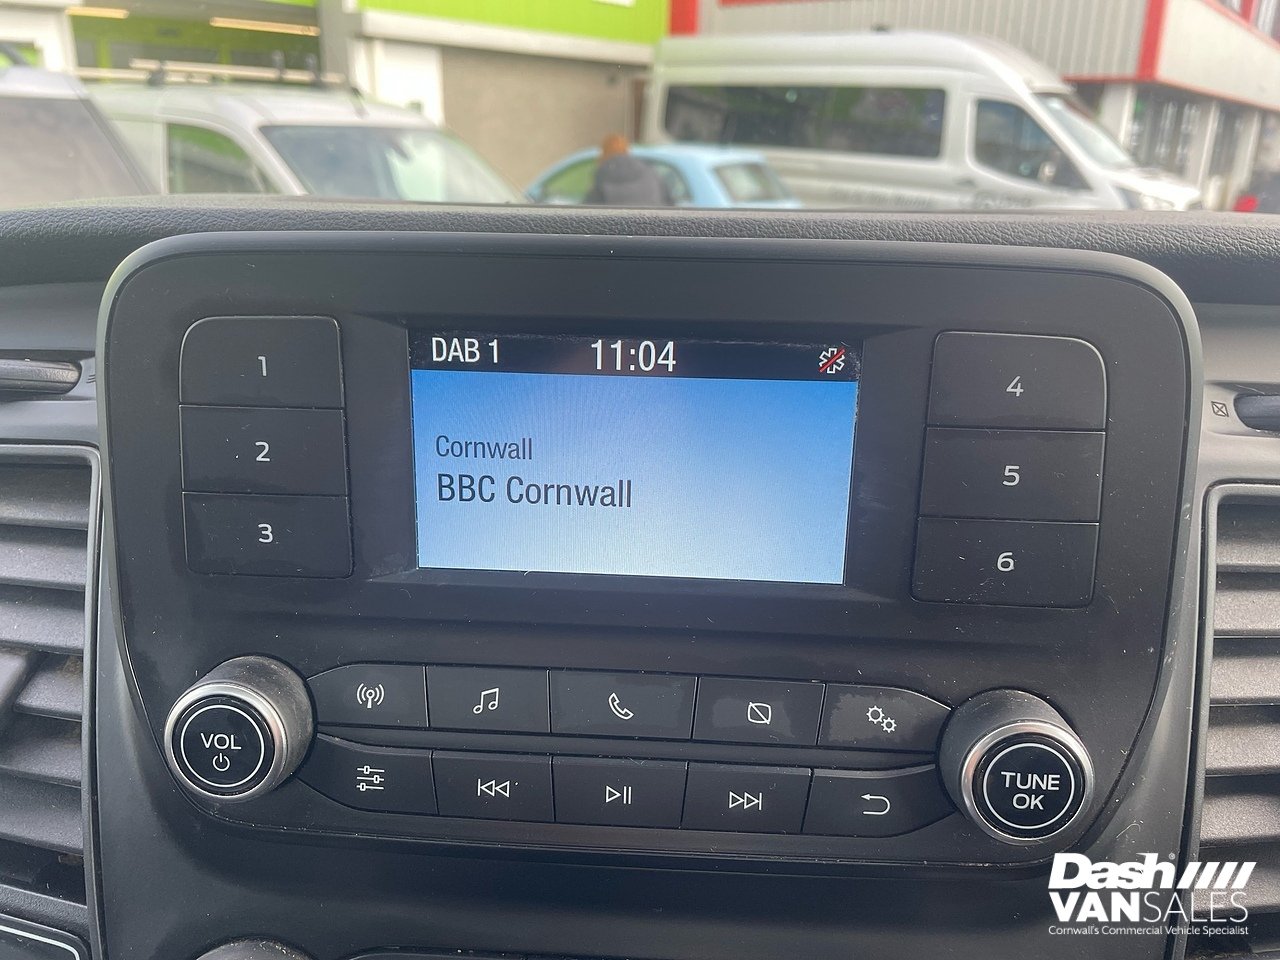 DAB 1 11:04
Cornwall
BBC Cornwall
1
2
3
4
5
6
VOL
TUNE
OK
Dash
VANSALES
Cornwall's Commercial Vehicle Specialist